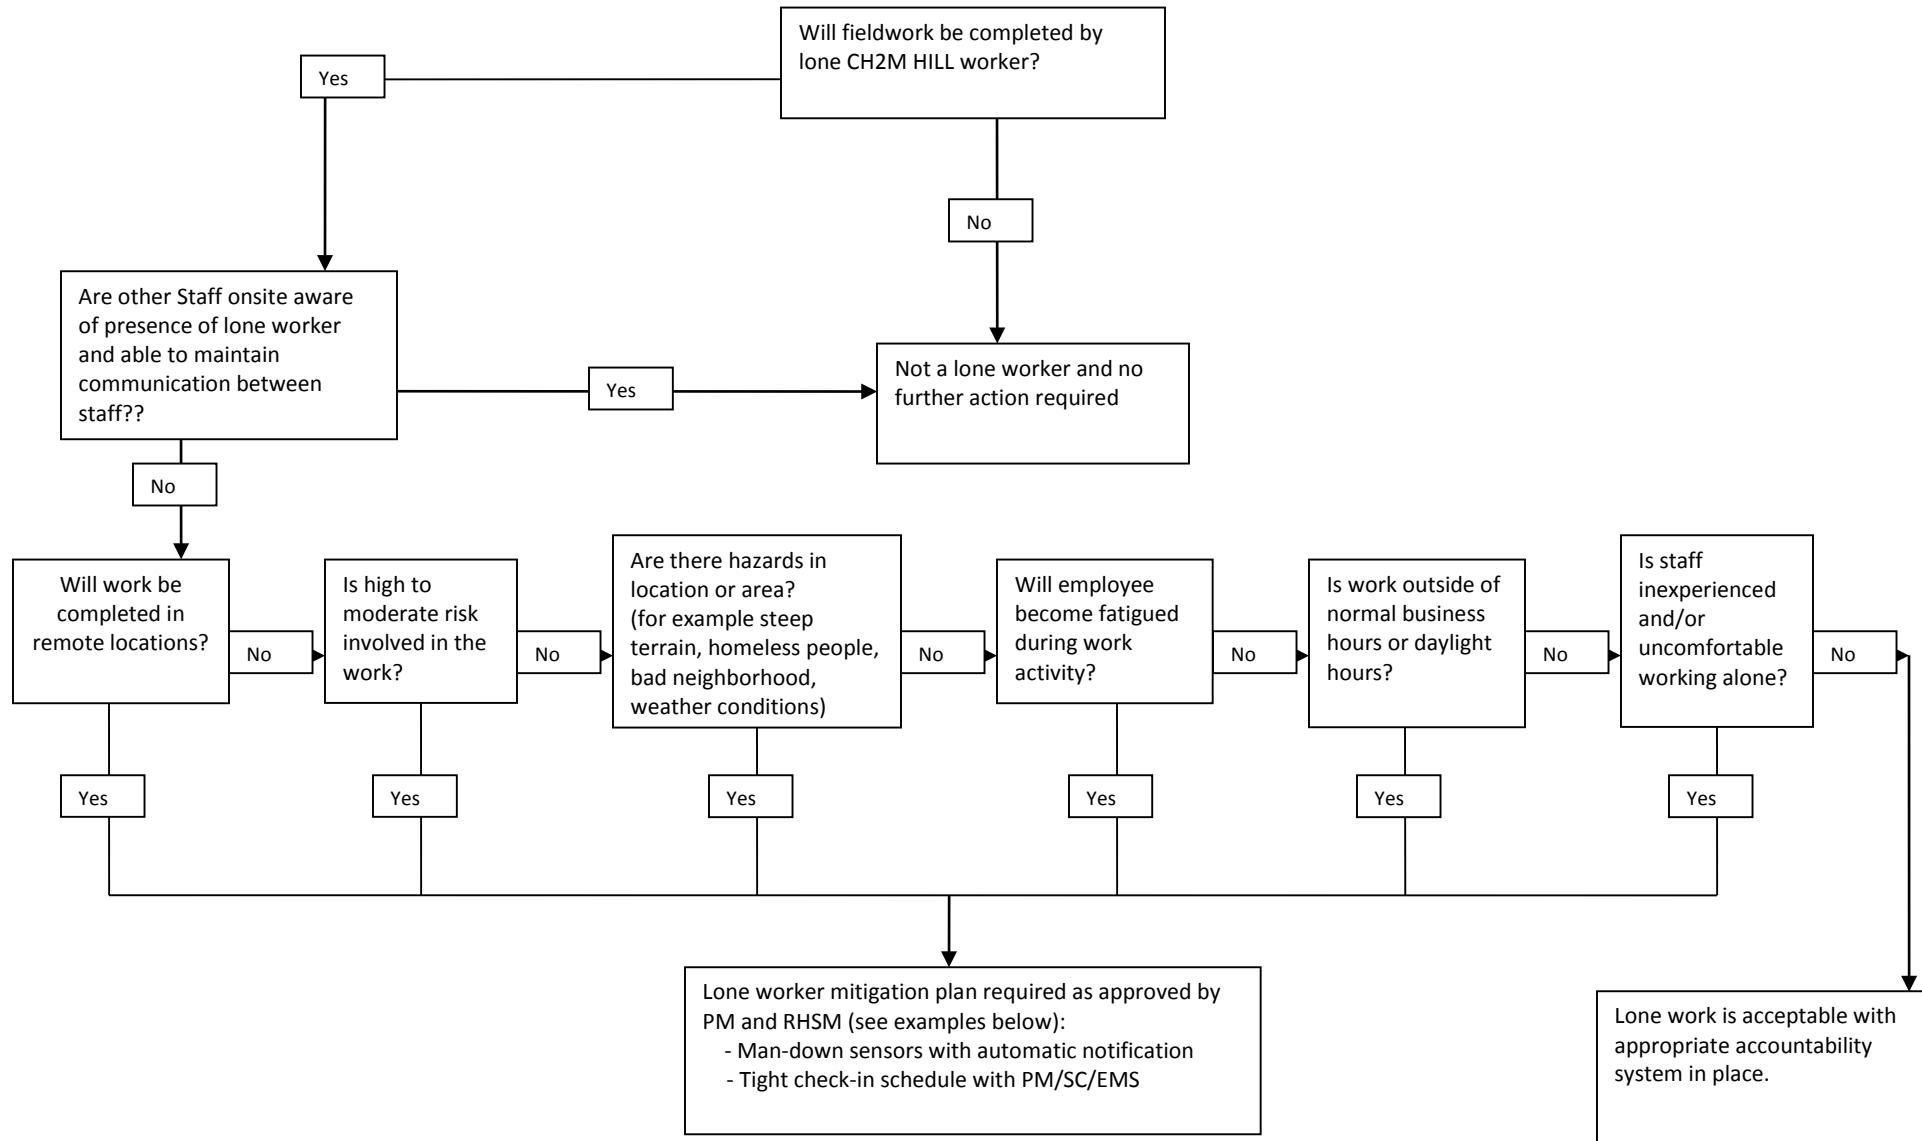 Will fieldwork be completed by
lone CH2M HILL worker?
Yes
No
Are other Staff onsite aware
of presence of lone worker
and able to maintain
communication between
staff??
Yes
Not a lone worker and no
further action required
No
Will work be
completed in
remote locations?
No
Is high to
moderate risk
involved in the
work?
No
Are there hazards in
location or area?
(for example steep
terrain, homeless people,
bad neighborhood,
weather conditions)
No
Will employee
become fatigued
during work
activity?
No
Is work outside of
normal business
hours or daylight
hours?
No
Is staff
inexperienced
and/or
uncomfortable
working alone?
No
Yes
Yes
Yes
Yes
Yes
Yes
Lone worker mitigation plan required as approved by
PM and RHSM (see examples below):
- Man-down sensors with automatic notification
- Tight check-in schedule with PM/SC/EMS
Lone work is acceptable with
appropriate accountability
system in place.